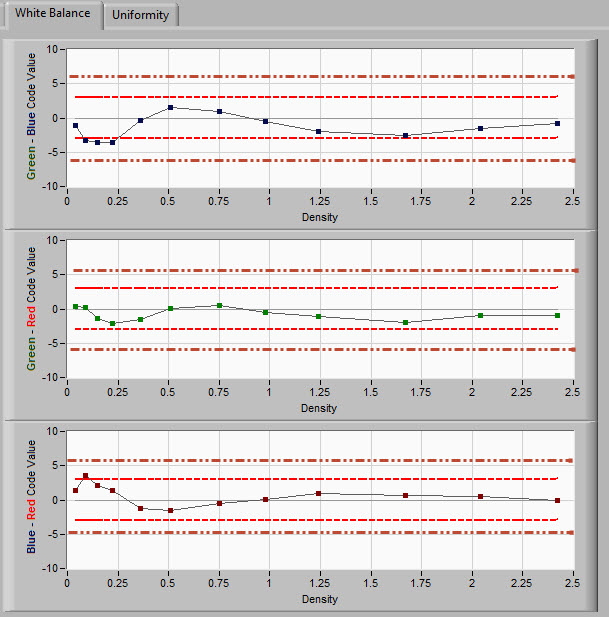 White Balance
Uniformity
Green - Blue Code Value
10
5
0
-5
-10
0 0.25 0.5 0.75 1 1.25 1.5 1.75 2 2.25 2.5
Density
Green - Red Code Value
10
5
0
-5
-10
0 0.25 0.5 0.75 1 1.25 1.5 1.75 2 2.25 2.5
Density
Blue - Red Code Value
10
5
0
-5
-10
0 0.25 0.5 0.75 1 1.25 1.5 1.75 2 2.25 2.5
Density